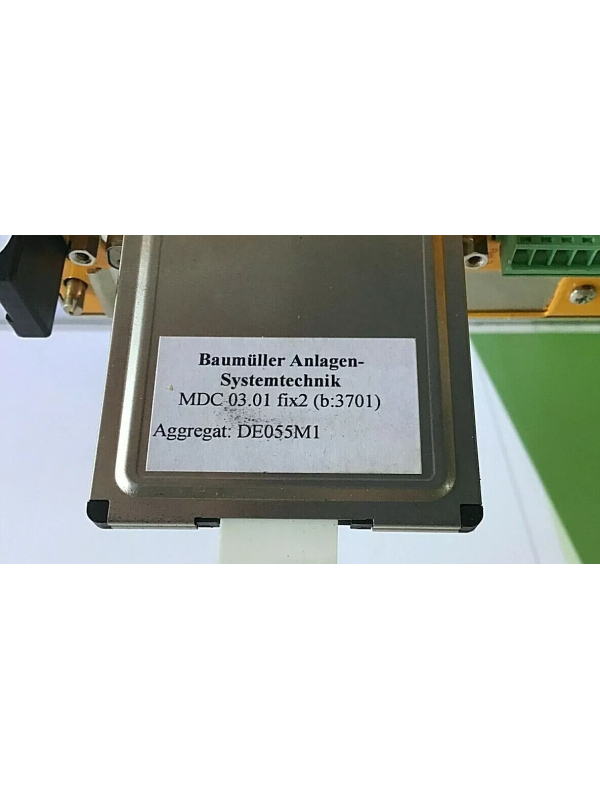 Baumüller Anlagen-
Systemtechnik
MDC 03.01 fix2 (b:3701)
Aggregat: DE055M1